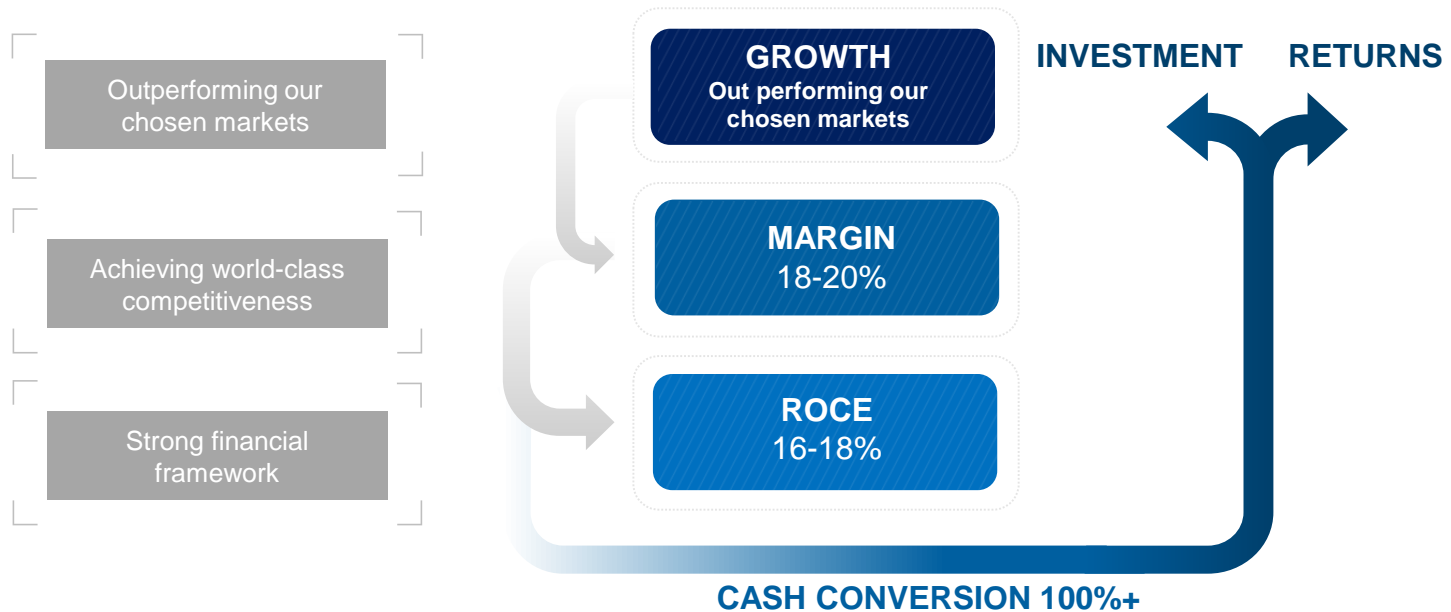 Outperforming our
chosen markets
Achieving world-class
competitiveness
Strong financial
framework
GROWTH
Out performing our
chosen markets
MARGIN
18-20%
ROCE
16-18%
INVESTMENT
RETURNS
CASH CONVERSION 100%+